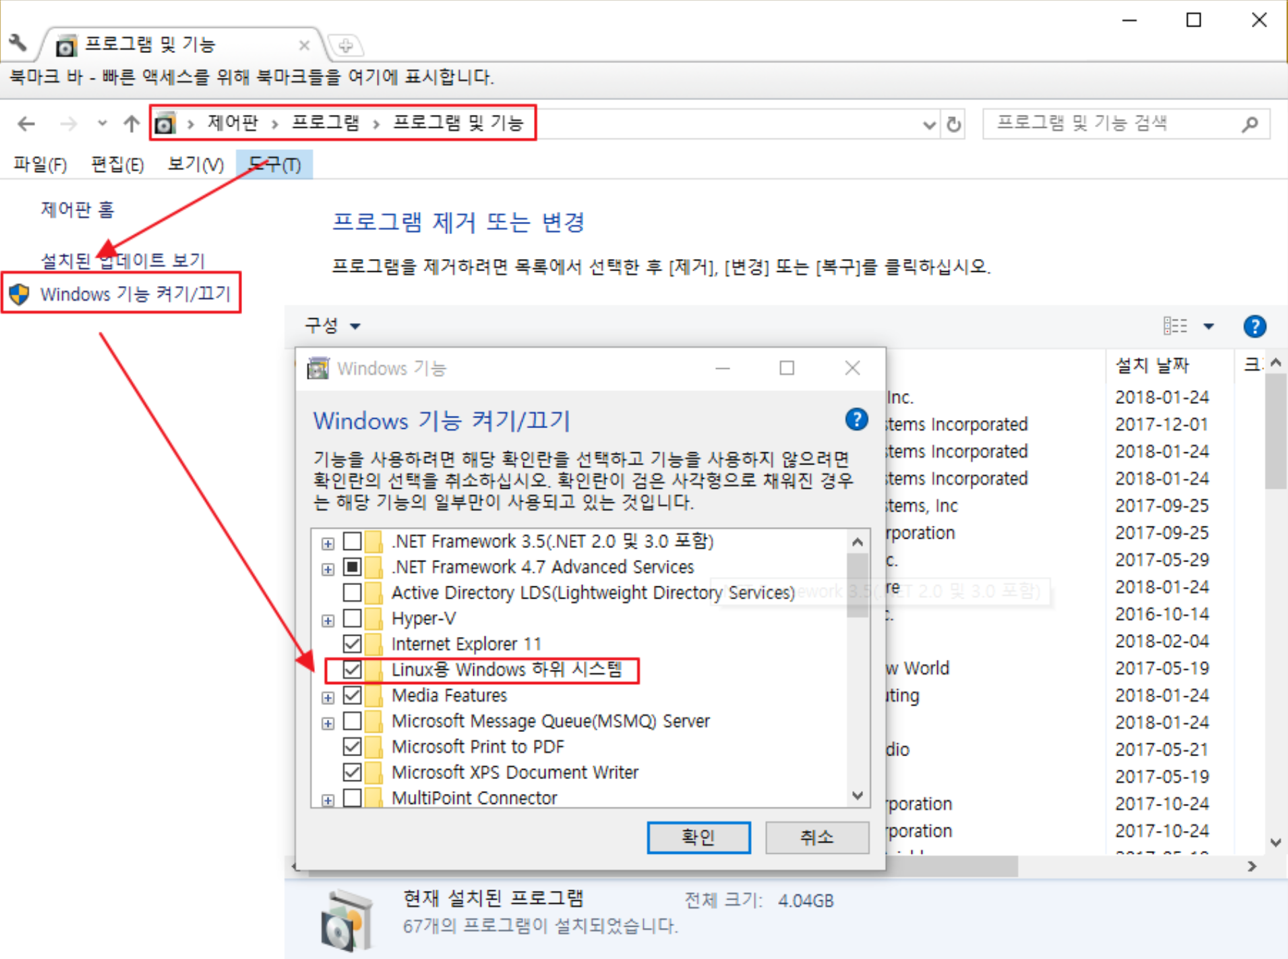 프로그램 및 기능
북마크 바 - 빠른 액세스를 위해 북마크들을 여기에 표시합니다.
제어판 > 프로그램 > 프로그램 및 기능
프로그램 및 기능 검색
파일(F) 편집(E) 보기(V) 도구(T)
제어판 홈
설치된 업데이트 보기
Windows 기능 켜기/끄기
프로그램 제거 또는 변경
프로그램을 제거하려면 목록에서 선택한 후 [제거], [변경] 또는 [복구]를 클릭하십시오.
구성
Windows 기능
Windows 기능 켜기/끄기
기능을 사용하려면 해당 확인란을 선택하고 기능을 사용하지 않으려면
확인란의 선택을 취소하십시오. 확인란이 검은 사각형으로 채워진 경우
는 해당 기능의 일부만이 사용되고 있는 것입니다.
.NET Framework 3.5(.NET 2.0 및 3.0 포함)
.NET Framework 4.7 Advanced Services
Active Directory LDS(Lightweight Directory Services)
Hyper-V
Internet Explorer 11
Linux용 Windows 하위 시스템
Media Features
Microsoft Message Queue(MSMQ) Server
Microsoft Print to PDF
Microsoft XPS Document Writer
MultiPoint Connector
확인 취소
설치 날짜
Inc. 2018-01-24
stems Incorporated 2017-12-01
stems Incorporated 2018-01-24
stems Incorporated 2018-01-24
stems, Inc 2017-09-25
rporation 2017-09-25
c. 2017-05-29
re 2018-01-24
c. 2016-10-14
2018-02-04
w World 2017-05-19
uting 2018-01-24
2018-01-24
dio 2017-05-21
2017-05-19
rporation 2017-10-24
rporation 2017-10-24
현재 설치된 프로그램 전체 크기: 4.04GB
67개의 프로그램이 설치되었습니다.